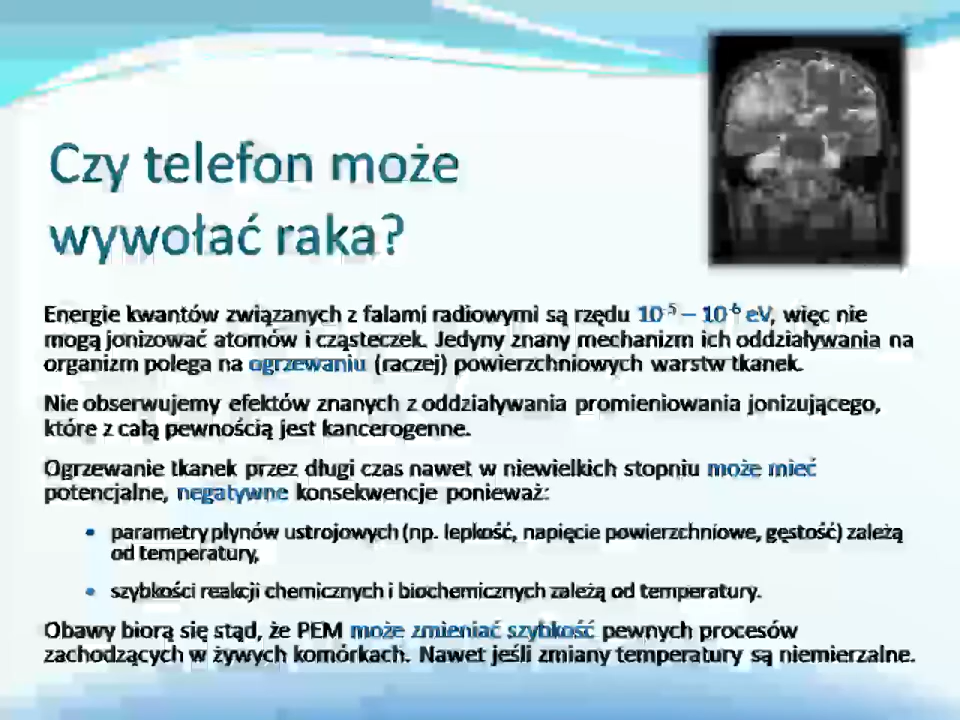 Czy telefon może
wywołać raka?
Energie kwantów związanych z falami radiowymi są rzędu 10⁻⁵ – 10⁻⁶ eV, więc nie
mogą jonizować atomów i cząsteczek. Jedyny znany mechanizm ich oddziaływania na
organizm polega na ogrzewaniu (raczej) powierzchniowych warstw tkanek.
Nie obserwujemy efektów znanych z oddziaływania promieniowania jonizującego,
które z całą pewnością jest kancerogenne.
Ogrzewanie tkanek przez długi czas nawet w niewielkich stopniu może mieć
potencjalne, negatywne konsekwencje ponieważ:
• parametry płynów ustrojowych (np. lepkość, napięcie powierzchniowe, gęstość) zależą
od temperatury,
• szybkości reakcji chemicznych i biochemicznych zależą od temperatury.
Obawy biorą się stąd, że PEM może zmieniać szybkość pewnych procesów
zachodzących w żywych komórkach. Nawet jeśli zmiany temperatury są niemierzalne.